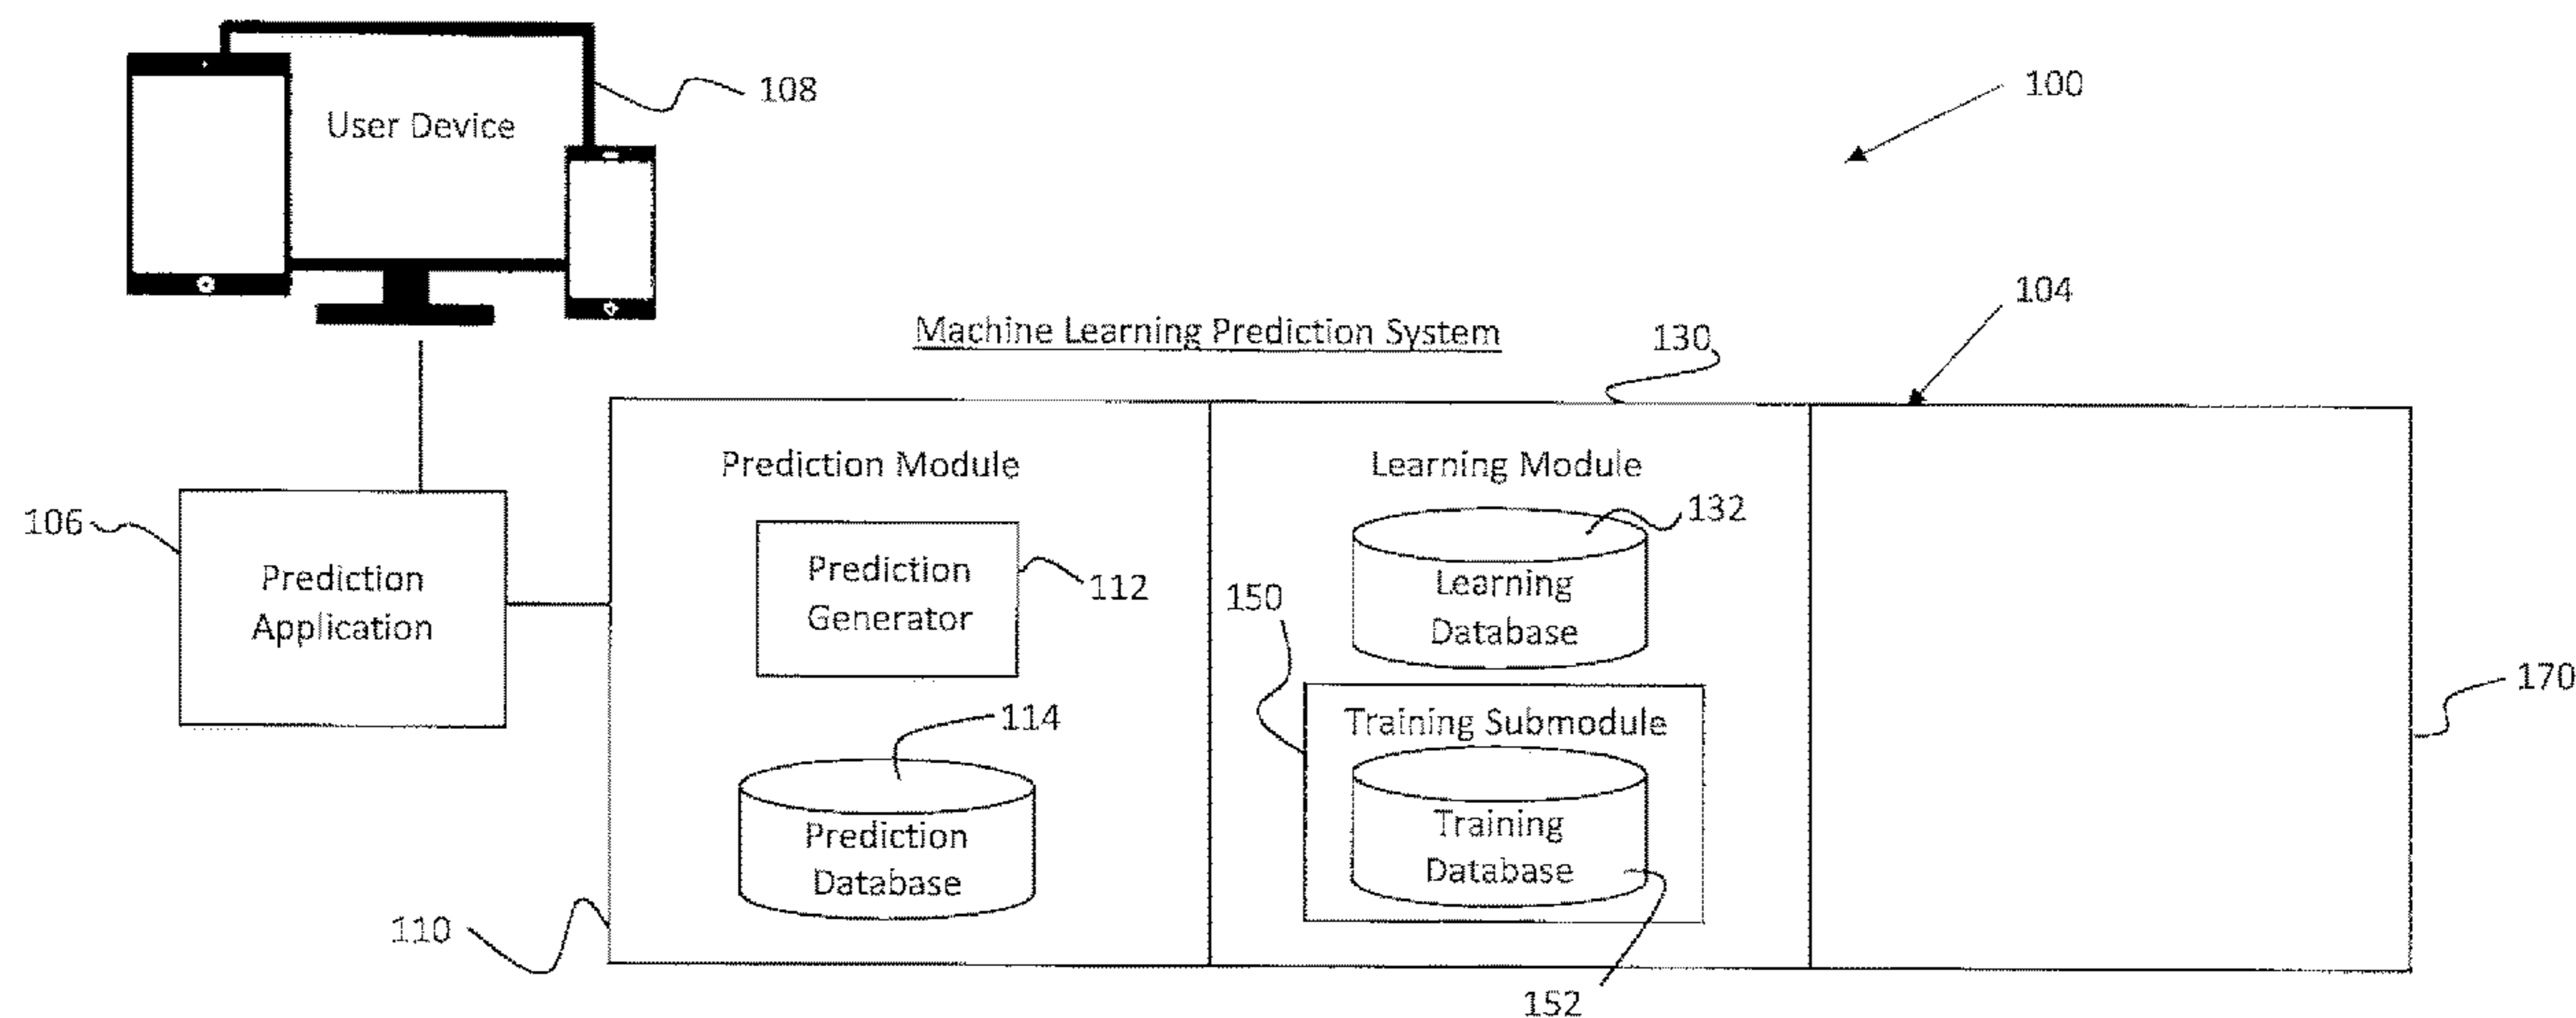 108
User Device
100
104
Machine Learning Prediction System
130
Prediction Module
Learning Module
106
132
Prediction
Application
Prediction
Generator
112
Learning
Database
150
170
114
Training Submodule
Prediction
Database
Training
Database
110
152